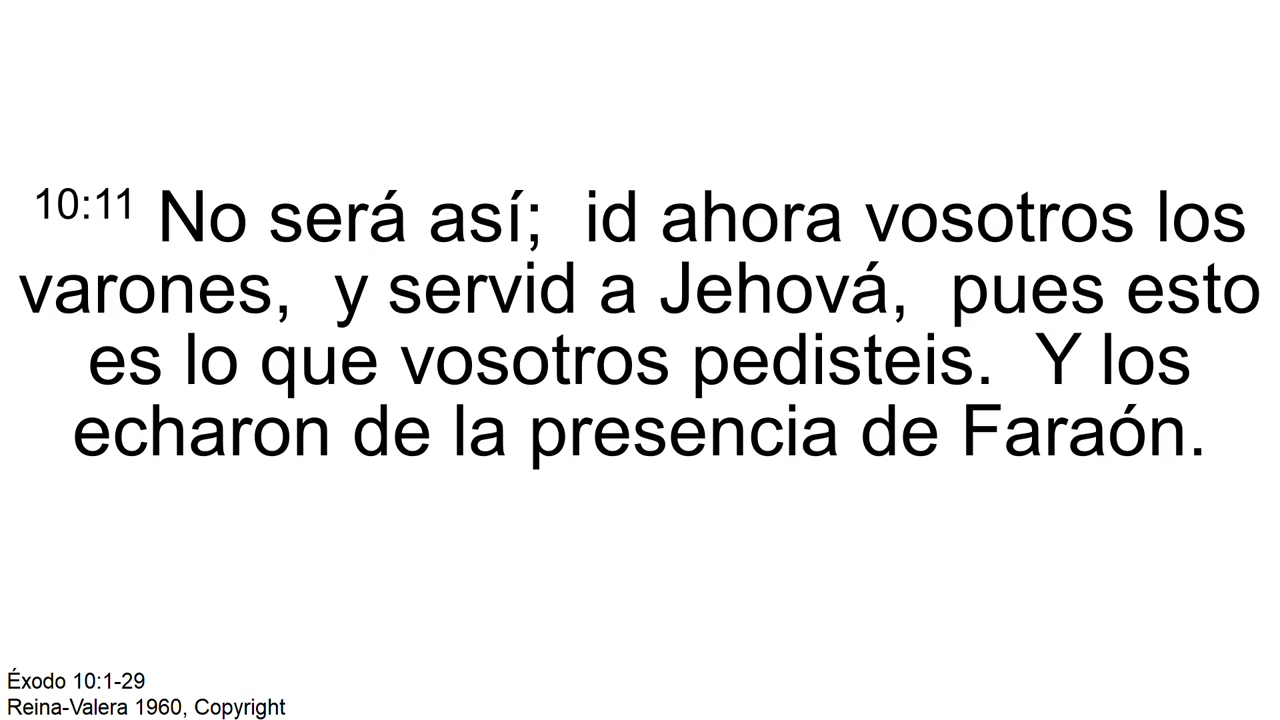 10:11 No será así;  id ahora vosotros los
varones,  y servid a Jehová,  pues esto
es lo que vosotros pedisteis.  Y los
echaron de la presencia de Faraón.
Éxodo 10:1-29
Reina-Valera 1960, Copyright